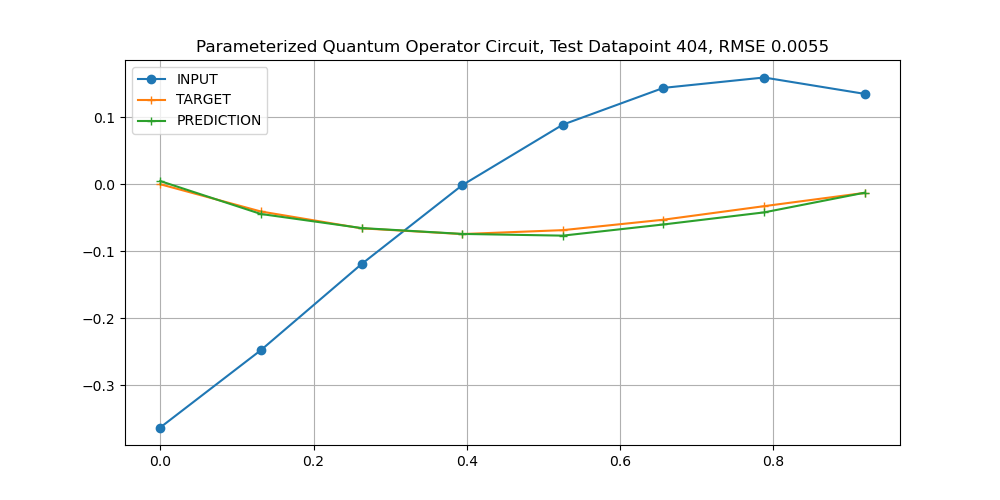 Parameterized Quantum Operator Circuit, Test Datapoint 404, RMSE 0.0055
INPUT
TARGET
PREDICTION
0.1
0.0
−0.1
−0.2
−0.3
0.0 0.2 0.4 0.6 0.8